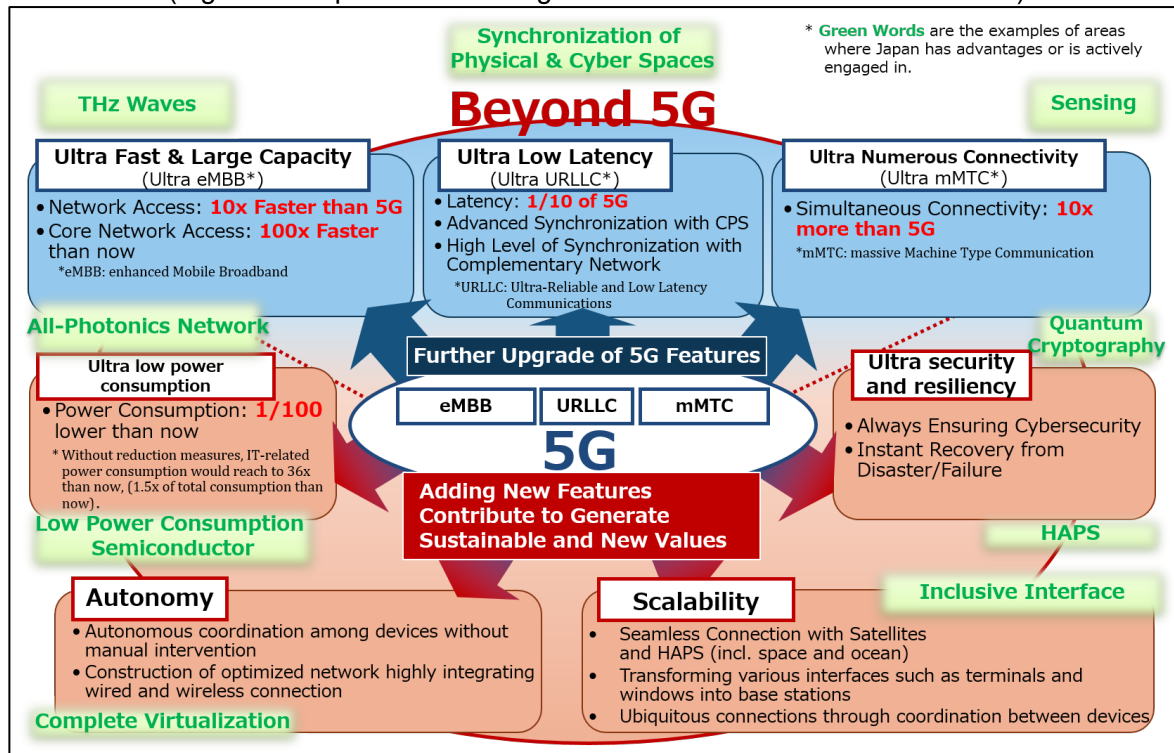 Synchronization of
Physical & Cyber Spaces
* Green Words are the examples of areas
where Japan has advantages or is actively
engaged in.
THz Waves
Beyond 5G
Sensing
Ultra Fast & Large Capacity
(Ultra eMBB*)
• Network Access: 10x Faster than 5G
• Core Network Access: 100x Faster
than now
*eMBB: enhanced Mobile Broadband
Ultra Low Latency
(Ultra URLLC*)
• Latency: 1/10 of 5G
• Advanced Synchronization with CPS
• High Level of Synchronization with
Complementary Network
*URLLC: Ultra-Reliable and Low Latency
Communications
Ultra Numerous Connectivity
(Ultra mMTC*)
• Simultaneous Connectivity: 10x
more than 5G
*mMTC: massive Machine Type Communication
All-Photonics Network
Quantum
Cryptography
Further Upgrade of 5G Features
eMBB URLLC mMTC
5G
Adding New Features
Contribute to Generate
Sustainable and New Values
Ultra low power
consumption
• Power Consumption: 1/100
lower than now
* Without reduction measures, IT-related
power consumption would reach to 36x
than now, (1.5x of total consumption than
now).
Ultra security
and resiliency
• Always Ensuring Cybersecurity
• Instant Recovery from
Disaster/Failure
Low Power Consumption
Semiconductor
HAPS
Inclusive Interface
Autonomy
• Autonomous coordination among devices without
manual intervention
• Construction of optimized network highly integrating
wired and wireless connection
Complete Virtualization
Scalability
• Seamless Connection with Satellites
and HAPS (incl. space and ocean)
• Transforming various interfaces such as terminals and
windows into base stations
• Ubiquitous connections through coordination between devices